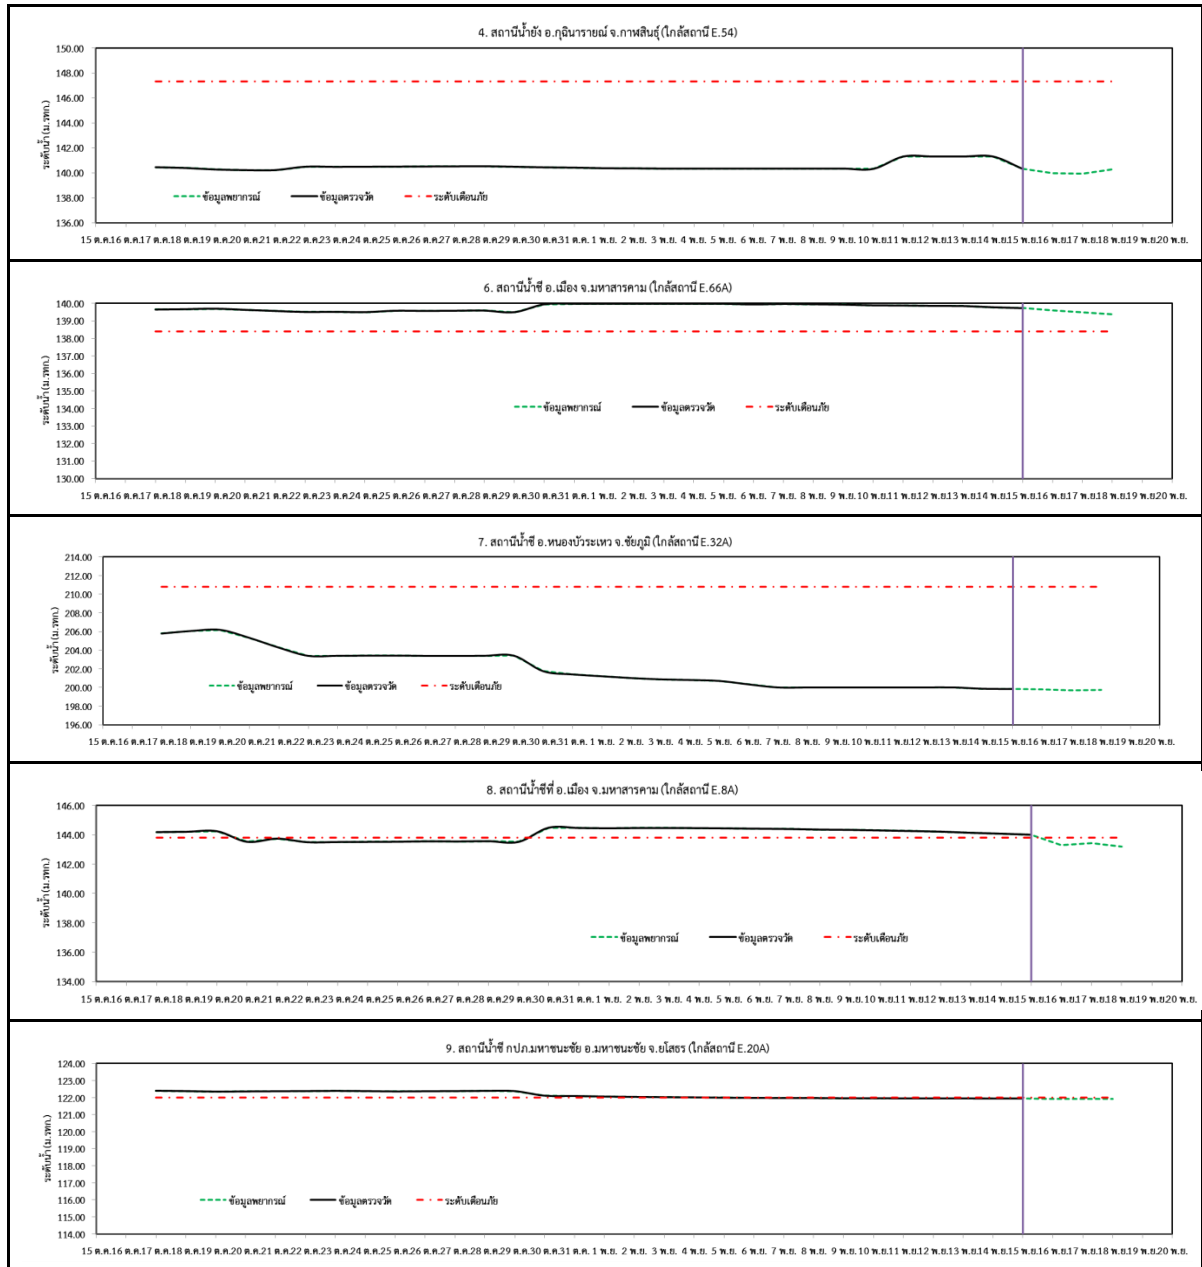 4. สถานีน้ำยัง อ.กุฉินารายณ์ จ.กาฬสินธุ์ (ใกล้สถานี E.54)
ระดับน้ำ (ม.รทก.)
150.00
148.00
146.00
144.00
142.00
140.00
138.00
136.00
ข้อมูลพยากรณ์ ข้อมูลตรวจวัด ระดับเตือนภัย
15 ต.ค.16 ต.ค.17 ต.ค.18 ต.ค.19 ต.ค.20 ต.ค.21 ต.ค.22 ต.ค.23 ต.ค.24 ต.ค.25 ต.ค.26 ต.ค.27 ต.ค.28 ต.ค.29 ต.ค.30 ต.ค.31 ต.ค. 1 พ.ย. 2 พ.ย. 3 พ.ย. 4 พ.ย. 5 พ.ย. 6 พ.ย. 7 พ.ย. 8 พ.ย. 9 พ.ย.10 พ.ย.11 พ.ย.12 พ.ย.13 พ.ย.14 พ.ย.15 พ.ย.16 พ.ย.17 พ.ย.18 พ.ย.19 พ.ย.20 พ.ย.
6. สถานีน้ำชี อ.เมือง จ.มหาสารคาม (ใกล้สถานี E.66A)
ระดับน้ำ (ม.รทก.)
140.00
139.00
138.00
137.00
136.00
135.00
134.00
133.00
132.00
131.00
130.00
ข้อมูลพยากรณ์ ข้อมูลตรวจวัด ระดับเตือนภัย
15 ต.ค.16 ต.ค.17 ต.ค.18 ต.ค.19 ต.ค.20 ต.ค.21 ต.ค.22 ต.ค.23 ต.ค.24 ต.ค.25 ต.ค.26 ต.ค.27 ต.ค.28 ต.ค.29 ต.ค.30 ต.ค.31 ต.ค. 1 พ.ย. 2 พ.ย. 3 พ.ย. 4 พ.ย. 5 พ.ย. 6 พ.ย. 7 พ.ย. 8 พ.ย. 9 พ.ย.10 พ.ย.11 พ.ย.12 พ.ย.13 พ.ย.14 พ.ย.15 พ.ย.16 พ.ย.17 พ.ย.18 พ.ย.19 พ.ย.20 พ.ย.
7. สถานีน้ำชี อ.หนองบัวระเหว จ.ชัยภูมิ (ใกล้สถานี E.32A)
ระดับน้ำ (ม.รทก.)
214.00
212.00
210.00
208.00
206.00
204.00
202.00
200.00
198.00
196.00
ข้อมูลพยากรณ์ ข้อมูลตรวจวัด ระดับเตือนภัย
15 ต.ค.16 ต.ค.17 ต.ค.18 ต.ค.19 ต.ค.20 ต.ค.21 ต.ค.22 ต.ค.23 ต.ค.24 ต.ค.25 ต.ค.26 ต.ค.27 ต.ค.28 ต.ค.29 ต.ค.30 ต.ค.31 ต.ค. 1 พ.ย. 2 พ.ย. 3 พ.ย. 4 พ.ย. 5 พ.ย. 6 พ.ย. 7 พ.ย. 8 พ.ย. 9 พ.ย.10 พ.ย.11 พ.ย.12 พ.ย.13 พ.ย.14 พ.ย.15 พ.ย.16 พ.ย.17 พ.ย.18 พ.ย.19 พ.ย.20 พ.ย.
8. สถานีน้ำชีที่ อ.เมือง จ.มหาสารคาม (ใกล้สถานี E.8A)
ระดับน้ำ (ม.รทก.)
146.00
144.00
142.00
140.00
138.00
136.00
134.00
ข้อมูลพยากรณ์ ข้อมูลตรวจวัด ระดับเตือนภัย
15 ต.ค.16 ต.ค.17 ต.ค.18 ต.ค.19 ต.ค.20 ต.ค.21 ต.ค.22 ต.ค.23 ต.ค.24 ต.ค.25 ต.ค.26 ต.ค.27 ต.ค.28 ต.ค.29 ต.ค.30 ต.ค.31 ต.ค. 1 พ.ย. 2 พ.ย. 3 พ.ย. 4 พ.ย. 5 พ.ย. 6 พ.ย. 7 พ.ย. 8 พ.ย. 9 พ.ย.10 พ.ย.11 พ.ย.12 พ.ย.13 พ.ย.14 พ.ย.15 พ.ย.16 พ.ย.17 พ.ย.18 พ.ย.19 พ.ย.20 พ.ย.
9. สถานีน้ำชี กปภ.มหาชนะชัย อ.มหาชนะชัย จ.ยโสธร (ใกล้สถานี E.20A)
ระดับน้ำ (ม.รทก.)
124.00
123.00
122.00
121.00
120.00
119.00
118.00
117.00
116.00
115.00
114.00
ข้อมูลพยากรณ์ ข้อมูลตรวจวัด ระดับเตือนภัย
15 ต.ค.16 ต.ค.17 ต.ค.18 ต.ค.19 ต.ค.20 ต.ค.21 ต.ค.22 ต.ค.23 ต.ค.24 ต.ค.25 ต.ค.26 ต.ค.27 ต.ค.28 ต.ค.29 ต.ค.30 ต.ค.31 ต.ค. 1 พ.ย. 2 พ.ย. 3 พ.ย. 4 พ.ย. 5 พ.ย. 6 พ.ย. 7 พ.ย. 8 พ.ย. 9 พ.ย.10 พ.ย.11 พ.ย.12 พ.ย.13 พ.ย.14 พ.ย.15 พ.ย.16 พ.ย.17 พ.ย.18 พ.ย.19 พ.ย.20 พ.ย.